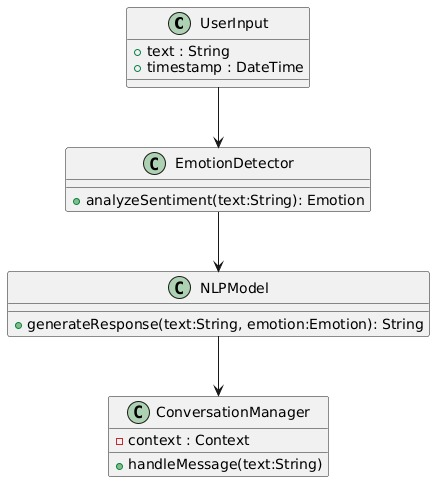 C UserInput
text : String
timestamp : DateTime
C EmotionDetector
analyzeSentiment(text:String): Emotion
C NLPModel
generateResponse(text:String, emotion:Emotion): String
C ConversationManager
context : Context
handleMessage(text:String)